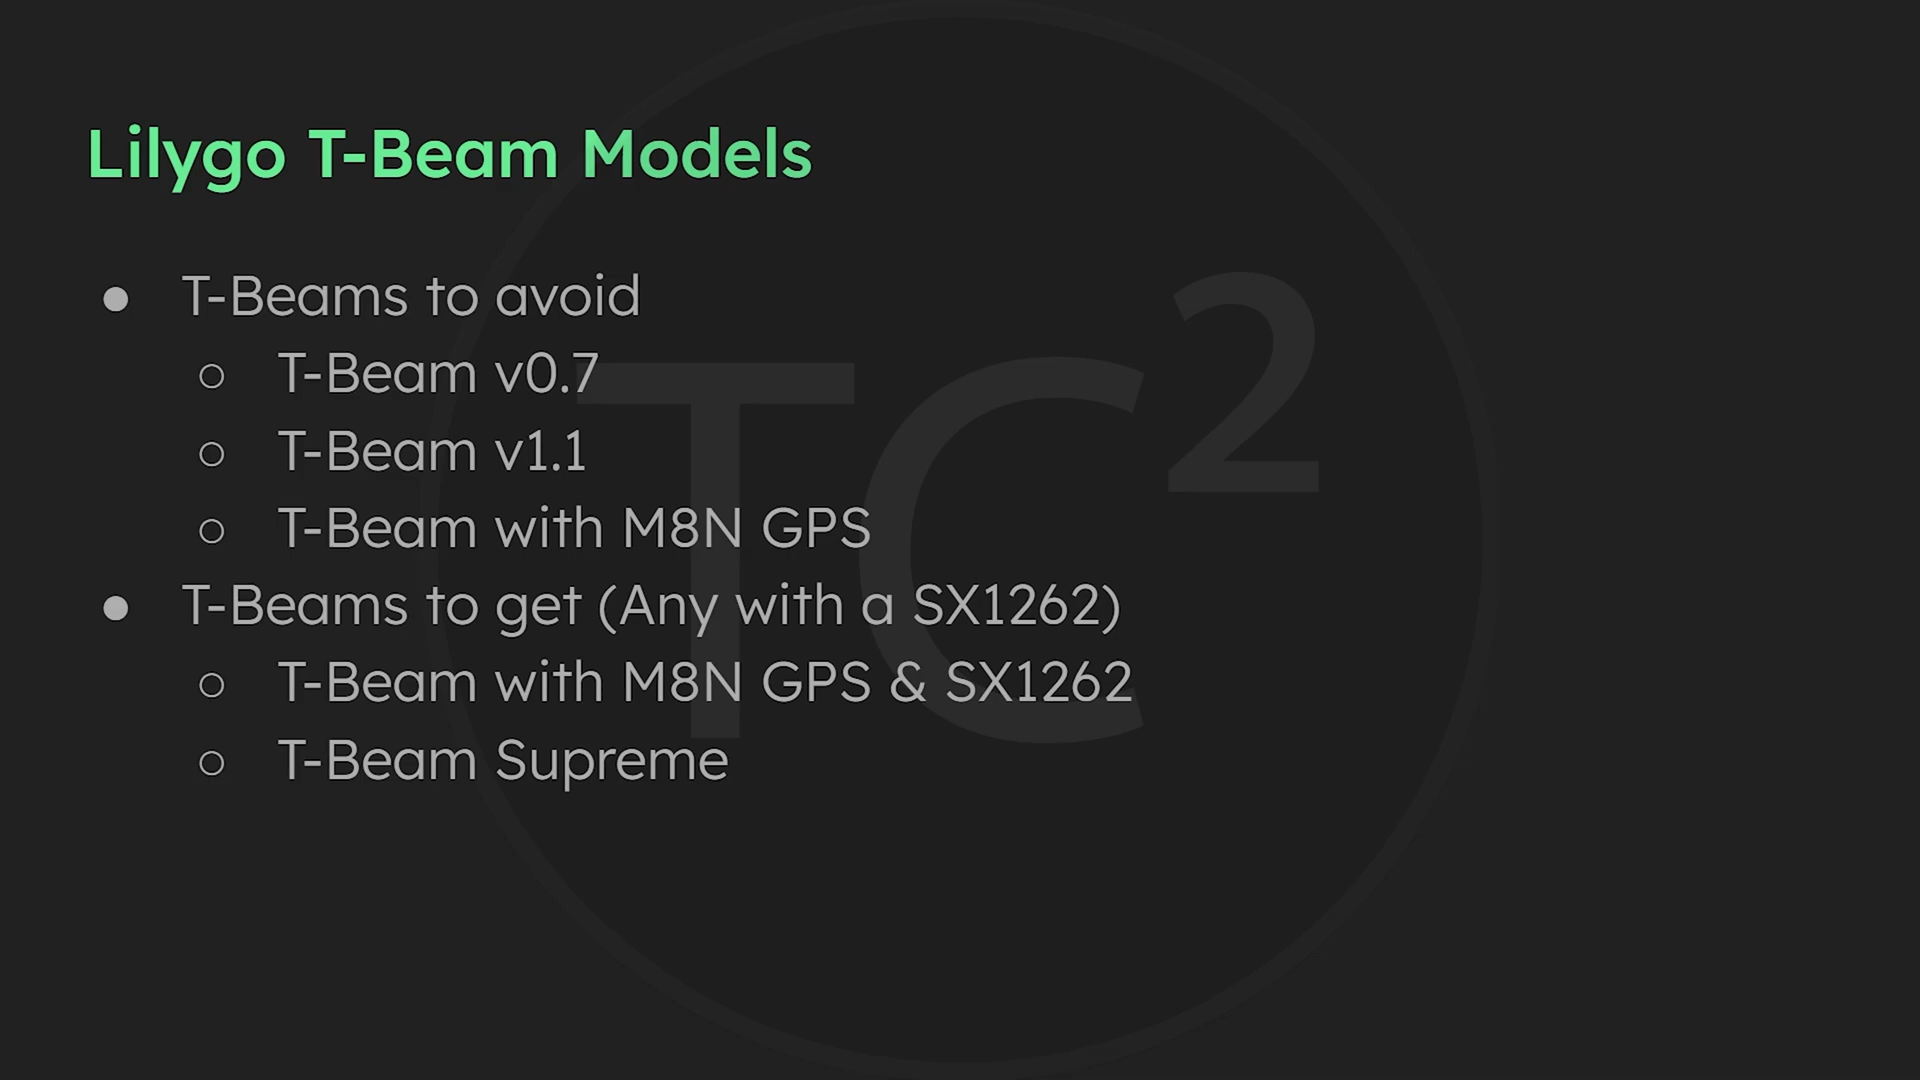 Lilygo T-Beam Models
● T-Beams to avoid
○ T-Beam v0.7
○ T-Beam v1.1
○ T-Beam with M8N GPS
● T-Beams to get (Any with a SX1262)
○ T-Beam with M8N GPS & SX1262
○ T-Beam Supreme
TC²